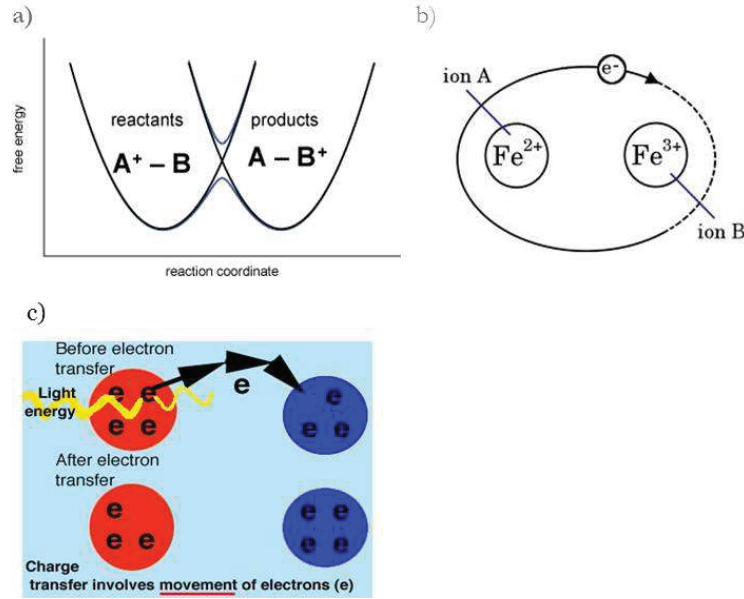 a)
free energy
reactants
products
A⁺ – B
A – B⁺
reaction coordinate
b)
ion A
e-
Fe²⁺
Fe³⁺
ion B
c)
Before electron
transfer
e e
e
e
Light
energy
e e
e e
After electron
transfer
e
e e
e e
e e
Charge
transfer involves movement of electrons (e)